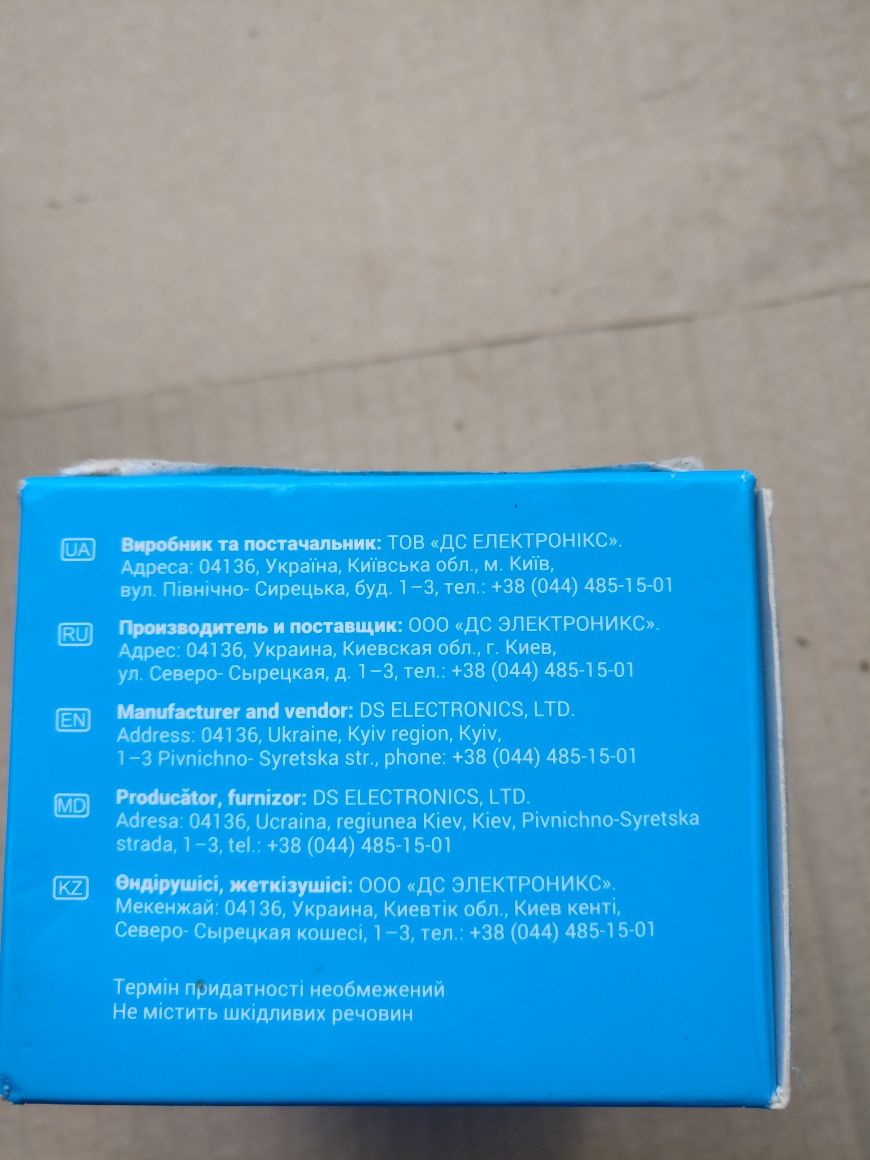 UA
Виробник та постачальник: ТОВ «ДС ЕЛЕКТРОНІКС».
Адреса: 04136, Україна, Київська обл., м. Київ,
вул. Північно- Сирецька, буд. 1–3, тел.: +38 (044) 485-15-01
RU
Производитель и поставщик: ООО «ДС ЭЛЕКТРОНИКС».
Адрес: 04136, Украина, Киевская обл., г. Киев,
ул. Северо- Сырецкая, д. 1–3, тел.: +38 (044) 485-15-01
EN
Manufacturer and vendor: DS ELECTRONICS, LTD.
Address: 04136, Ukraine, Kyiv region, Kyiv,
1–3 Pivnichno- Syretska str., phone: +38 (044) 485-15-01
MD
Producător, furnizor: DS ELECTRONICS, LTD.
Adresa: 04136, Ucraina, regiunea Kiev, Kiev, Pivnichno-Syretska
strada, 1–3, tel.: +38 (044) 485-15-01
KZ
Өндірушісі, жеткізушісі: ООО «ДС ЭЛЕКТРОНИКС».
Мекенжай: 04136, Украина, Киевтік обл., Киев кенті,
Северо- Сырецкая кошесі, 1–3, тел.: +38 (044) 485-15-01
Термін придатності необмежений
Не містить шкідливих речовин